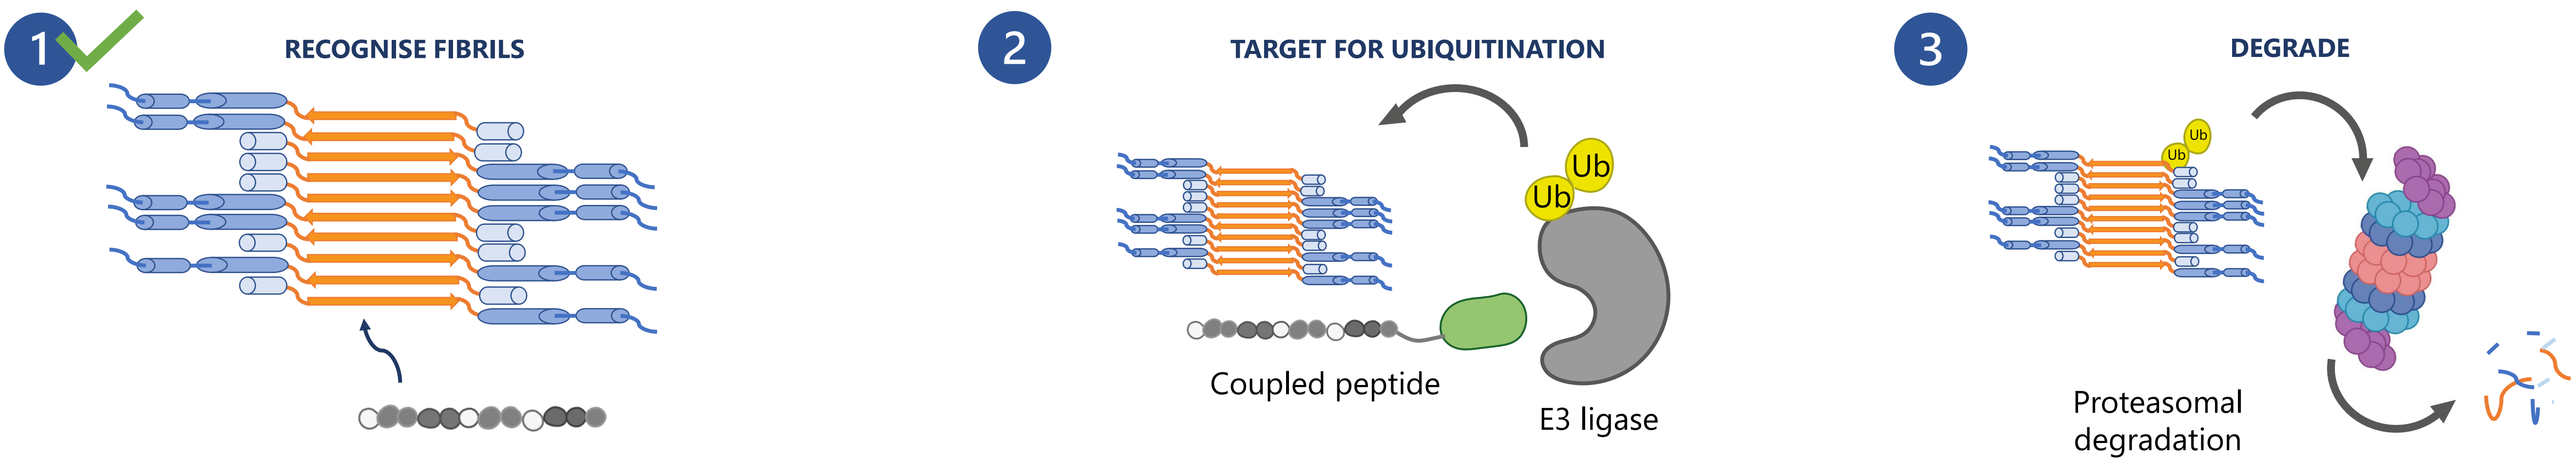 1
RECOGNISE FIBRILS
2
TARGET FOR UBIQUITINATION
Ub
Ub
Coupled peptide
E3 ligase
3
DEGRADE
Ub
Ub
Proteasomal
degradation